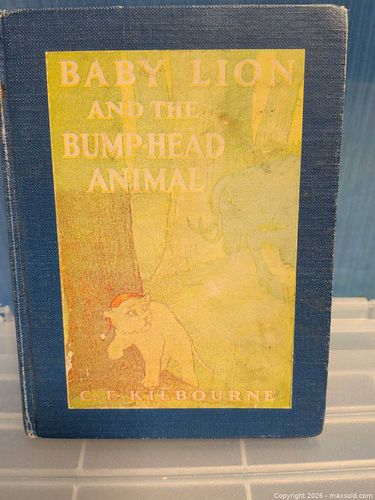 BABY LION
AND THE
BUMP-HEAD
ANIMAL
C. E. KILBOURNE
Copyright 2026 - maxsold.com